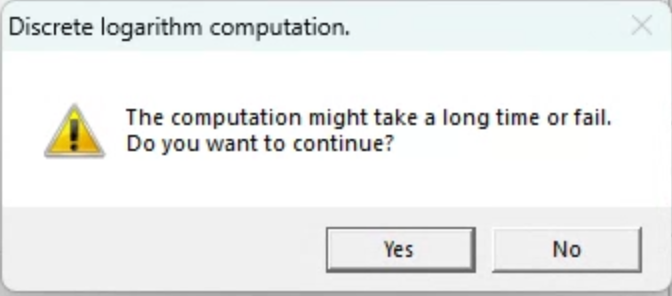 Discrete logarithm computation.
The computation might take a long time or fail.
Do you want to continue?
Yes
No